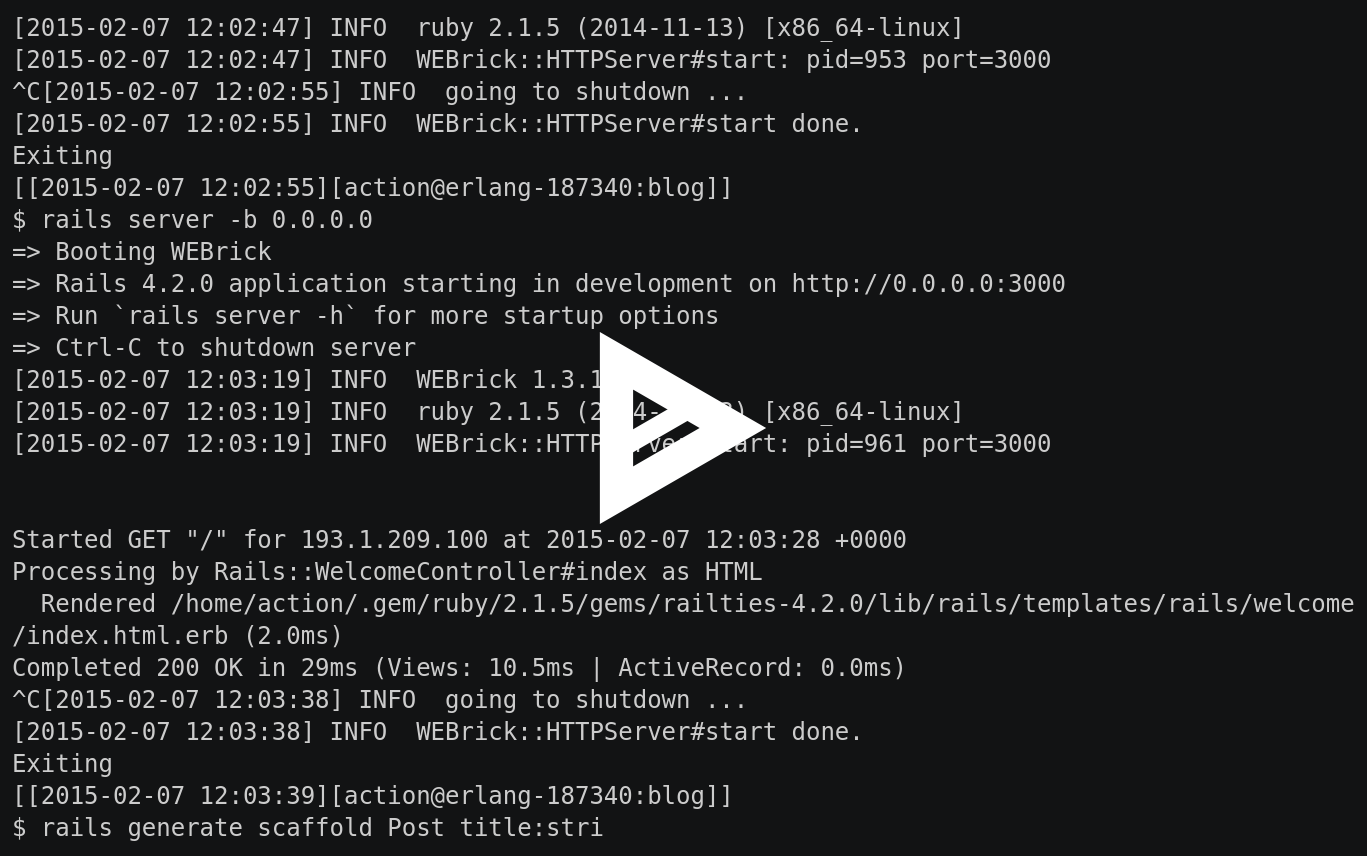 [2015-02-07 12:02:47] INFO  ruby 2.1.5 (2014-11-13) [x86_64-linux]
[2015-02-07 12:02:47] INFO  WEBrick::HTTPServer#start: pid=953 port=3000
^C[2015-02-07 12:02:55] INFO  going to shutdown ...
[2015-02-07 12:02:55] INFO  WEBrick::HTTPServer#start done.
Exiting
[[2015-02-07 12:02:55][action@erlang-187340:blog]]
$ rails server -b 0.0.0.0
=> Booting WEBrick
=> Rails 4.2.0 application starting in development on http://0.0.0.0:3000
=> Run `rails server -h` for more startup options
=> Ctrl-C to shutdown server
[2015-02-07 12:03:19] INFO  WEBrick 1.3.1
[2015-02-07 12:03:19] INFO  ruby 2.1.5 [x86_64-linux]
[2015-02-07 12:03:19] INFO  pid=961 port=3000
Started GET "/" for 193.1.209.100 at 2015-02-07 12:03:28 +0000
Processing by Rails::WelcomeController#index as HTML
  Rendered /home/action/.gem/ruby/2.1.5/gems/railties-4.2.0/lib/rails/templates/rails/welcome
/index.html.erb (2.0ms)
Completed 200 OK in 29ms (Views: 10.5ms | ActiveRecord: 0.0ms)
^C[2015-02-07 12:03:38] INFO  going to shutdown ...
[2015-02-07 12:03:38] INFO  WEBrick::HTTPServer#start done.
Exiting
[[2015-02-07 12:03:39][action@erlang-187340:blog]]
$ rails generate scaffold Post title:stri